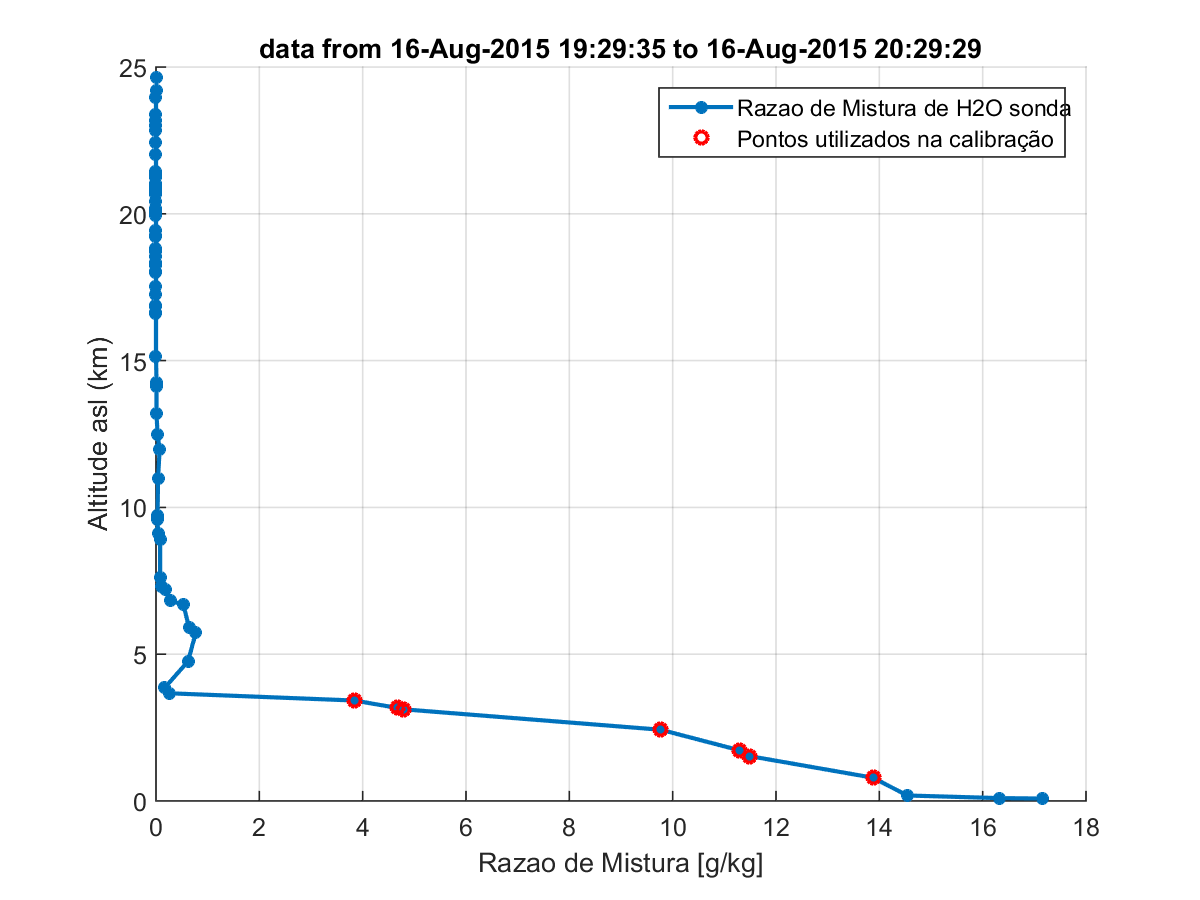 data from 16-Aug-2015 19:29:35 to 16-Aug-2015 20:29:29
Razao de Mistura de H2O sonda
Pontos utilizados na calibração
25
20
15
10
5
0
Altitude asl (km)
0 2 4 6 8 10 12 14 16 18
Razao de Mistura [g/kg]